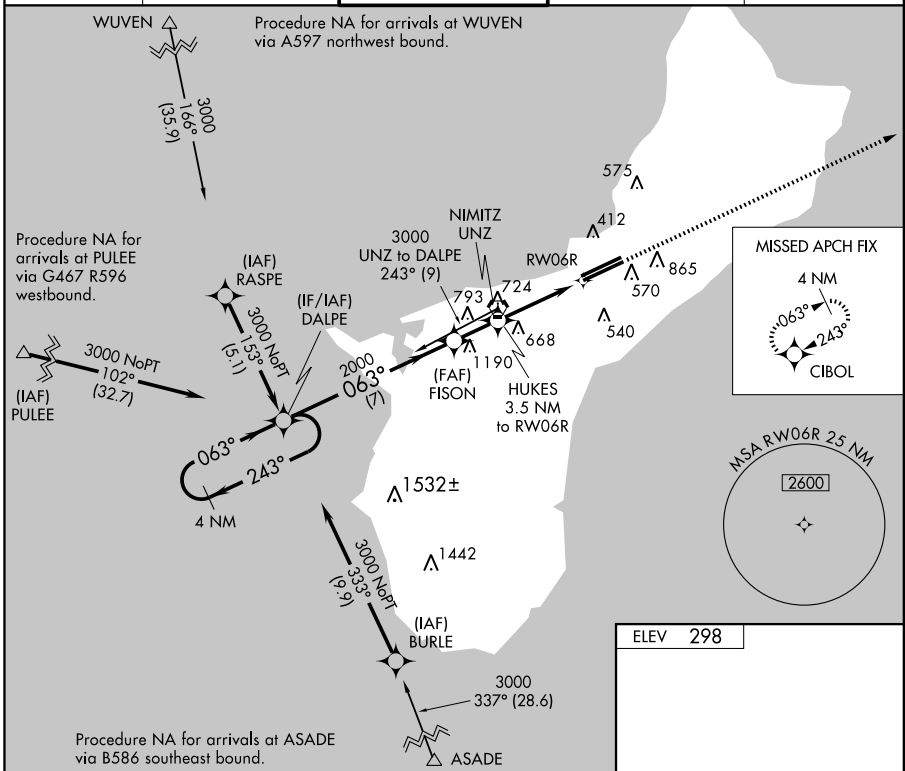 WUVEN
Procedure NA for arrivals at WUVEN
via A597 northwest bound.
3000
166°
(35.9)
575
NIMITZ
UNZ
412
3000
UNZ to DALPE
243° (9)
RW06R
865
570
MISSED APCH FIX
4 NM
063°
243°
CIBOL
Procedure NA for
arrivals at PULEE
via G467 R596
westbound.
(IAF)
RASPE
(IF/IAF)
DALPE
793
724
540
668
1190
3000 NoPT
153°
(5.1)
2000
063°
(7)
(FAF)
FISON
HUKES
3.5 NM
to RW06R
3000 NoPT
102°
(32.7)
(IAF)
PULEE
063°
243°
4 NM
MSA RW06R 25 NM
2600
1532±
1442
3000 NoPT
333°
(9.9)
(IAF)
BURLE
ELEV 298
3000
337° (28.6)
Procedure NA for arrivals at ASADE
via B586 southeast bound.
ASADE